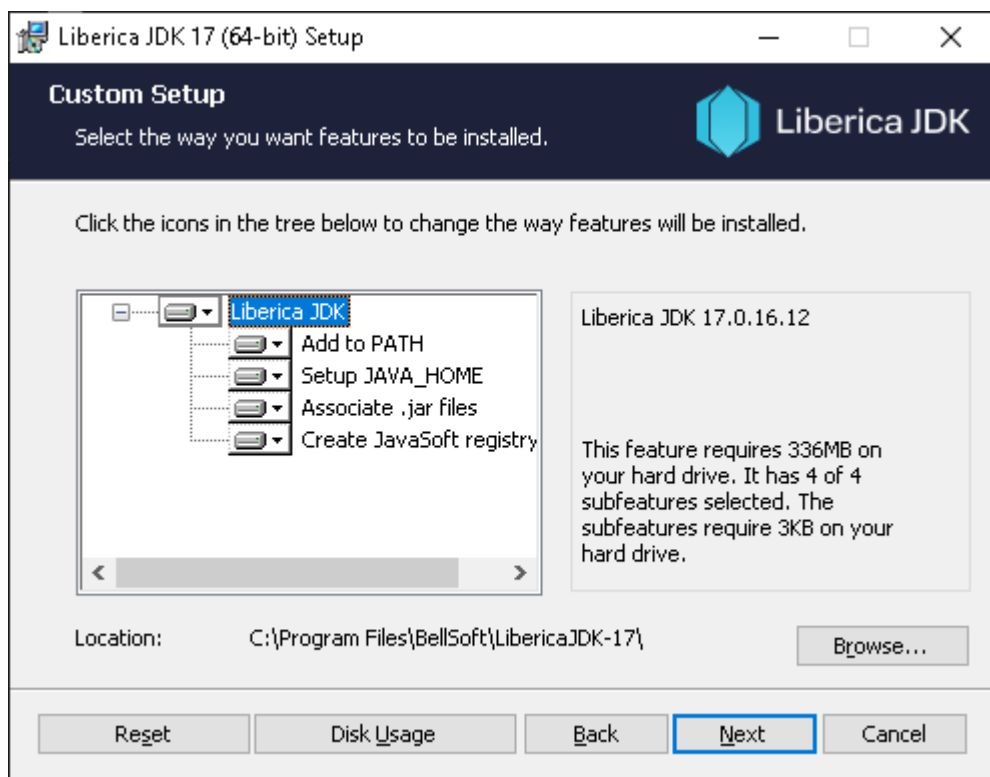 Liberica JDK 17 (64-bit) Setup
Custom Setup
Select the way you want features to be installed.
Liberica JDK
Click the icons in the tree below to change the way features will be installed.
Liberica JDK
Add to PATH
Setup JAVA_HOME
Associate .jar files
Create JavaSoft registry
Liberica JDK 17.0.16.12
This feature requires 336MB on
your hard drive. It has 4 of 4
subfeatures selected. The
subfeatures require 3KB on your
hard drive.
Location: C:\Program Files\BellSoft\LibericaJDK-17\
Browse...
Reset Disk Usage Back Next Cancel